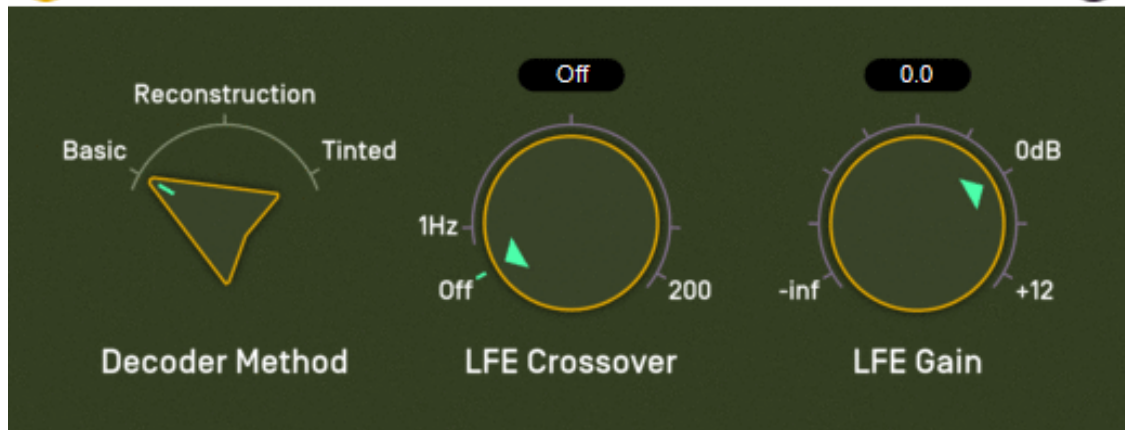 Off
0.0
Reconstruction
Basic
Tinted
0dB
1Hz
Off
200
-inf
+12
Decoder Method
LFE Crossover
LFE Gain